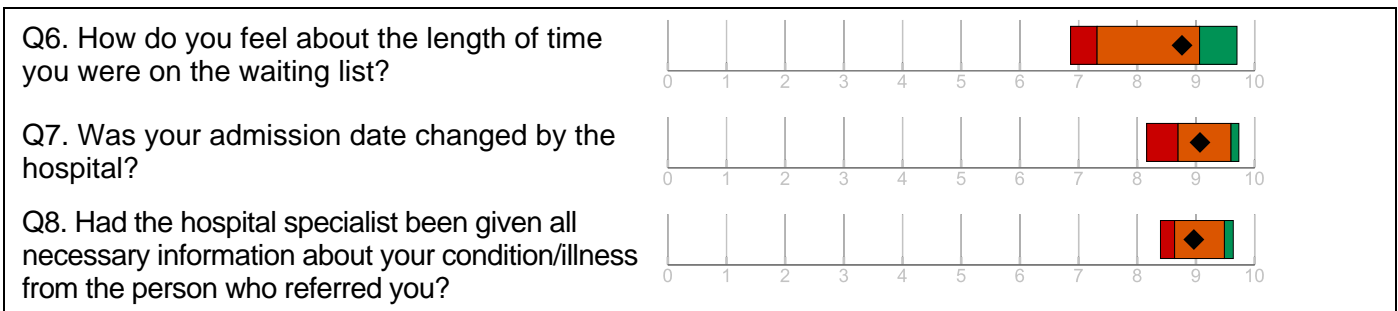 Q6. How do you feel about the length of time
you were on the waiting list?
0 1 2 3 4 5 6 7 8 9 10
Q7. Was your admission date changed by the
hospital?
0 1 2 3 4 5 6 7 8 9 10
Q8. Had the hospital specialist been given all
necessary information about your condition/illness
from the person who referred you?
0 1 2 3 4 5 6 7 8 9 10